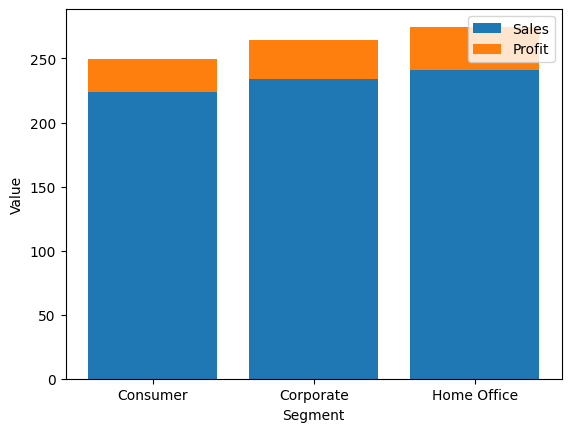 Sales
Profit
250
200
150
100
50
0
Value
Consumer
Corporate
Home Office
Segment